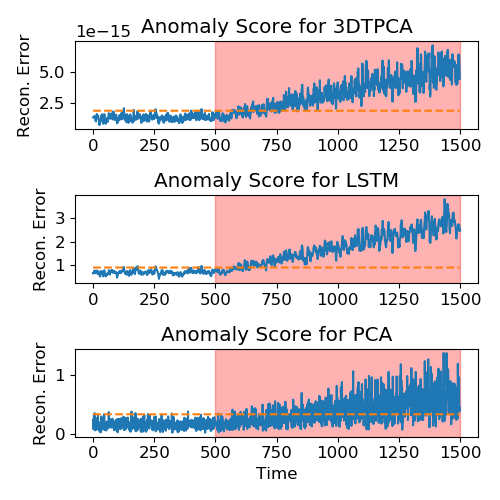 1e−15 Anomaly Score for 3DTPCA
Recon. Error
5.0
2.5
0 250 500 750 1000 1250 1500
Anomaly Score for LSTM
Recon. Error
3
2
1
0 250 500 750 1000 1250 1500
Anomaly Score for PCA
Recon. Error
1
0
0 250 500 750 1000 1250 1500
Time